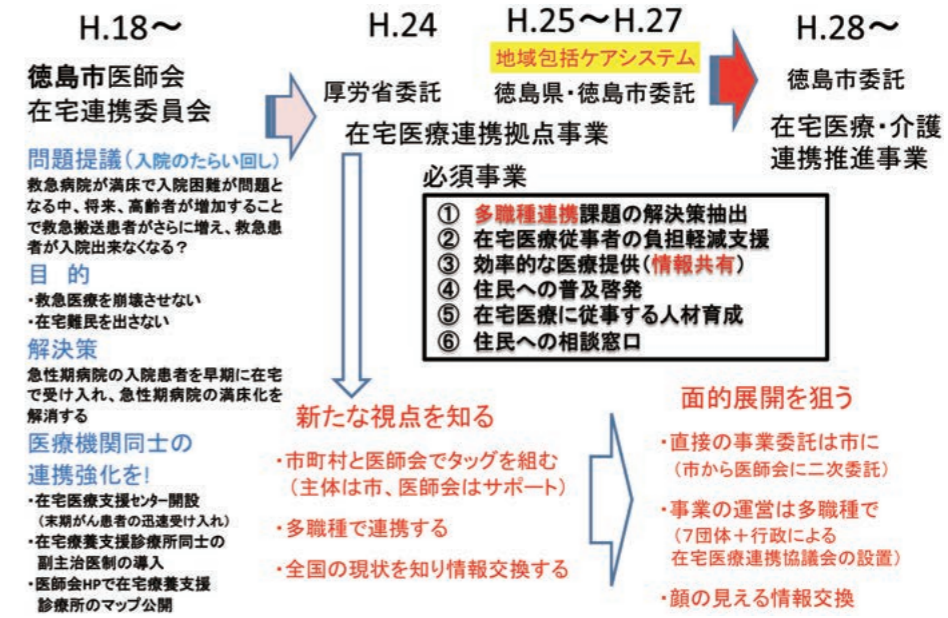 H.18～
徳島市医師会
在宅連携委員会
問題提議（入院のたらい回し）
救急病院が満床で入院困難が問題と
なる中、将来、高齢者が増加すること
で救急搬送患者がさらに増え、救急患
者が入院出来なくなる？
目　的
・救急医療を崩壊させない
・在宅難民を出さない
解決策
急性期病院の入院患者を早期に在宅
で受け入れ、急性期病院の満床化を
解消する
医療機関同士の
連携強化を！
・在宅医療支援センター開設
（末期がん患者の迅速受け入れ）
・在宅療養支援診療所同士の
副主治医制の導入
・医師会HPで在宅療養支援
診療所のマップ公開
H.24
厚労省委託
H.25～H.27
地域包括ケアシステム
徳島県・徳島市委託
在宅医療連携拠点事業
必須事業
① 多職種連携課題の解決策抽出
② 在宅医療従事者の負担軽減支援
③ 効率的な医療提供（情報共有）
④ 住民への普及啓発
⑤ 在宅医療に従事する人材育成
⑥ 住民への相談窓口
H.28～
徳島市委託
在宅医療・介護
連携推進事業
新たな視点を知る
・市町村と医師会でタッグを組む
（主体は市、医師会はサポート）
・多職種で連携する
・全国の現状を知り情報交換する
面的展開を狙う
・直接の事業委託は市に
（市から医師会に二次委託）
・事業の運営は多職種で
（7団体＋行政による
在宅医療連携協議会の設置）
・顔の見える情報交換